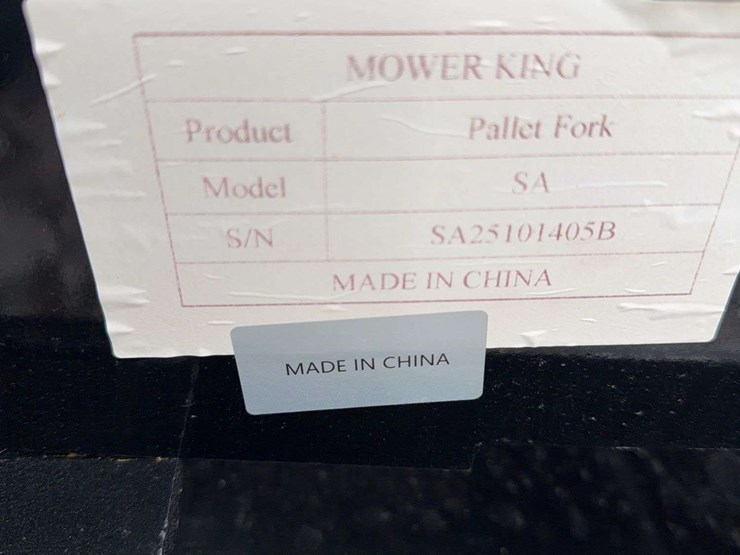 MOWER KING
Product Pallet Fork
Model SA
S/N SA25101405B
MADE IN CHINA
MADE IN CHINA